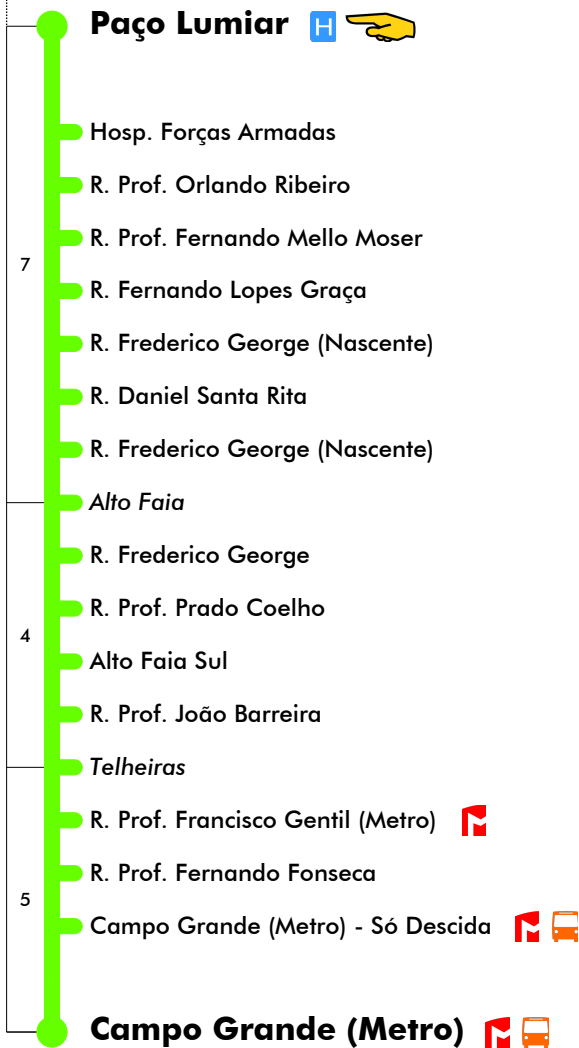 Paço Lumiar H
Hosp. Forças Armadas
R. Prof. Orlando Ribeiro
R. Prof. Fernando Mello Moser
7
R. Fernando Lopes Graça
R. Frederico George (Nascente)
R. Daniel Santa Rita
R. Frederico George (Nascente)
Alto Faia
R. Frederico George
R. Prof. Prado Coelho
4
Alto Faia Sul
R. Prof. João Barreira
Telheiras
R. Prof. Francisco Gentil (Metro)
R. Prof. Fernando Fonseca
5
Campo Grande (Metro) - Só Descida
Campo Grande (Metro)